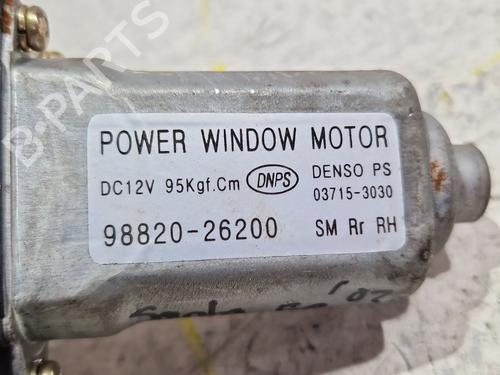 B-PARTS
POWER WINDOW MOTOR
DC12V 95Kgf.Cm DNPS DENSO PS
03715-3030
98820-26200 SM Rr RH